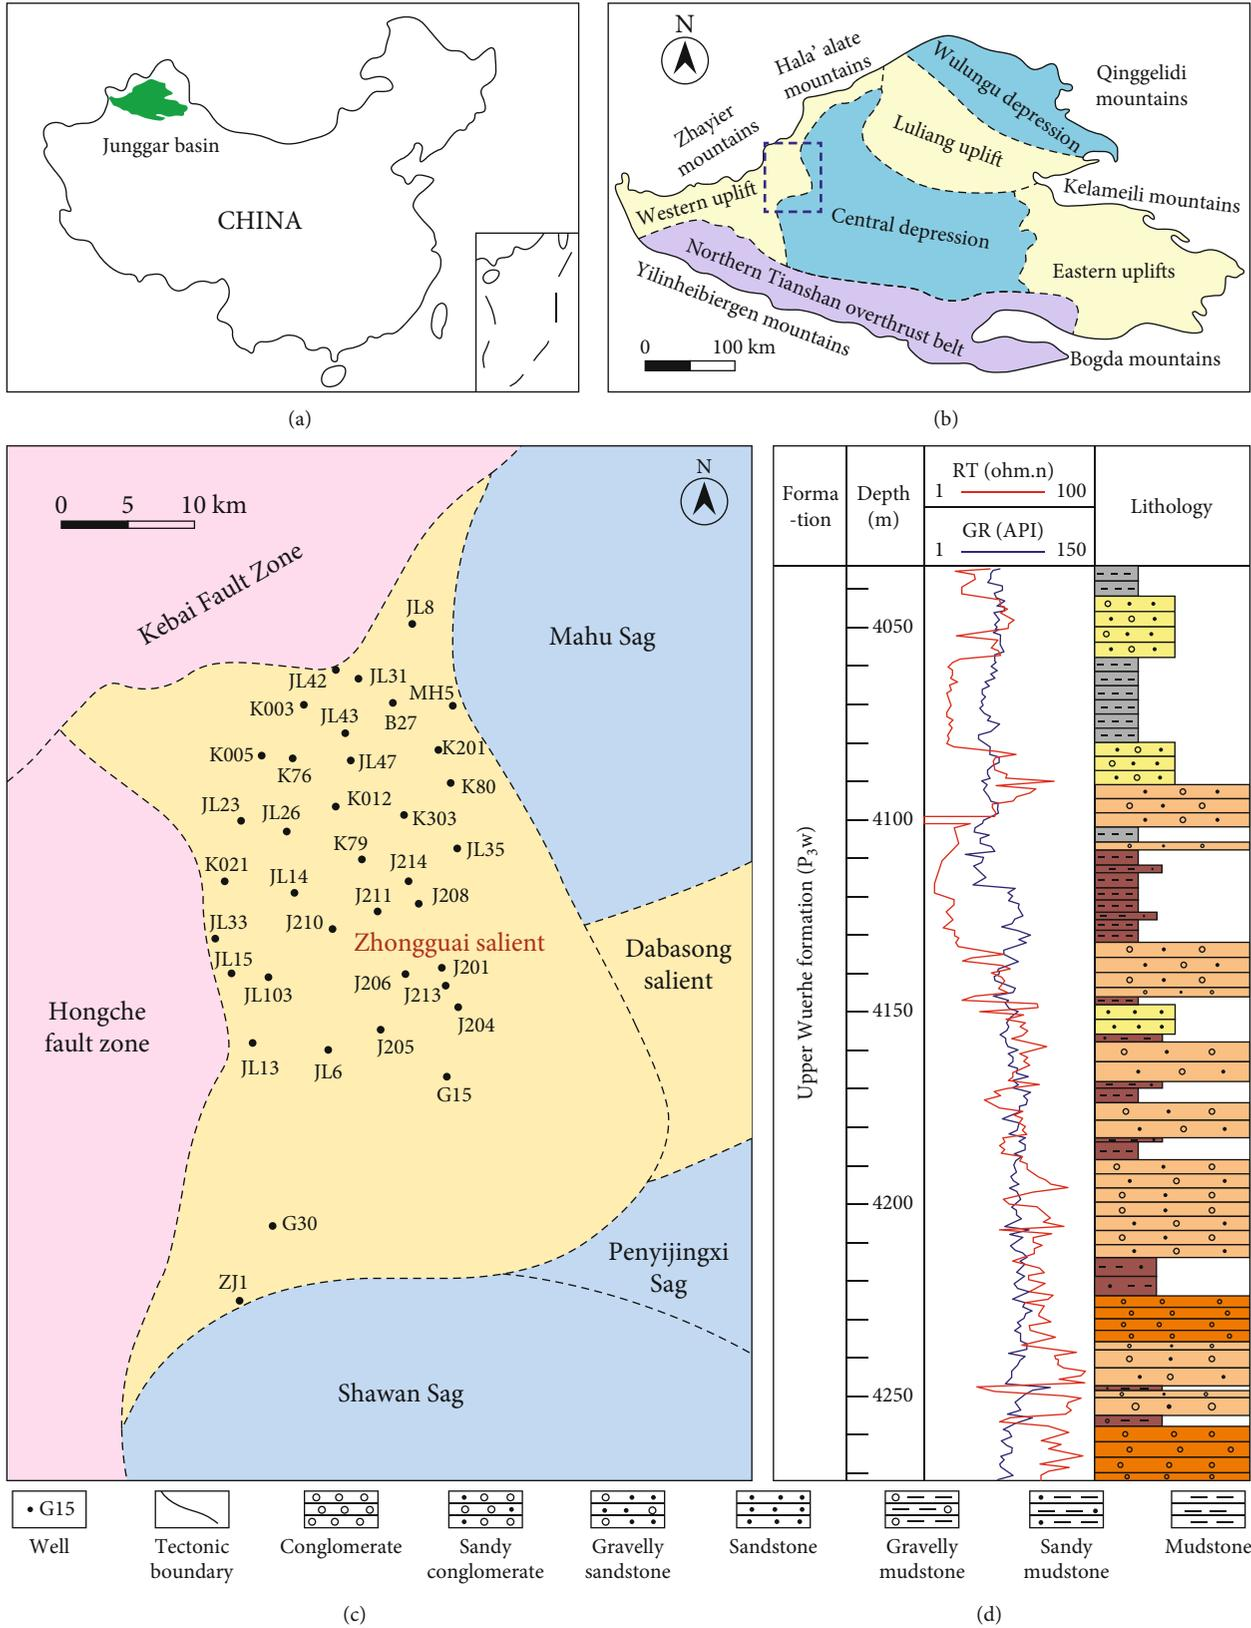 Junggar basin
CHINA
(a)
N
Hala' alate
mountains
Zhayier
mountains
Wulungu depression
Qinggelidi
mountains
Luliang uplift
Kelameili mountains
Western uplift
Central depression
Eastern uplifts
Northern Tianshan overthrust belt
Yilinheibiergen mountains
Bogda mountains
0 100 km
(b)
0 5 10 km
N
Kebai Fault Zone
Mahu Sag
JL8
JL42
JL31
MH5
K003
JL43
B27
K005
K76
JL47
K201
K80
JL23
JL26
K012
K303
K79
JL35
K021
JL14
J214
J211
J208
JL33
J210
Zhongguai salient
JL15
JL103
J206
J201
J213
J204
JL13
JL6
J205
G15
Dabasong
salient
Hongche
fault zone
G30
ZJ1
Penyijingxi
Sag
Shawan Sag
Forma
-tion
Depth
(m)
RT (ohm.n)
1 100
GR (API)
1 150
Lithology
Upper Wuerhe formation (P3w)
4050
4100
4150
4200
4250
G15
Well
Tectonic
boundary
Conglomerate
Sandy
conglomerate
Gravelly
sandstone
Sandstone
Gravelly
mudstone
Sandy
mudstone
Mudstone
(c)
(d)